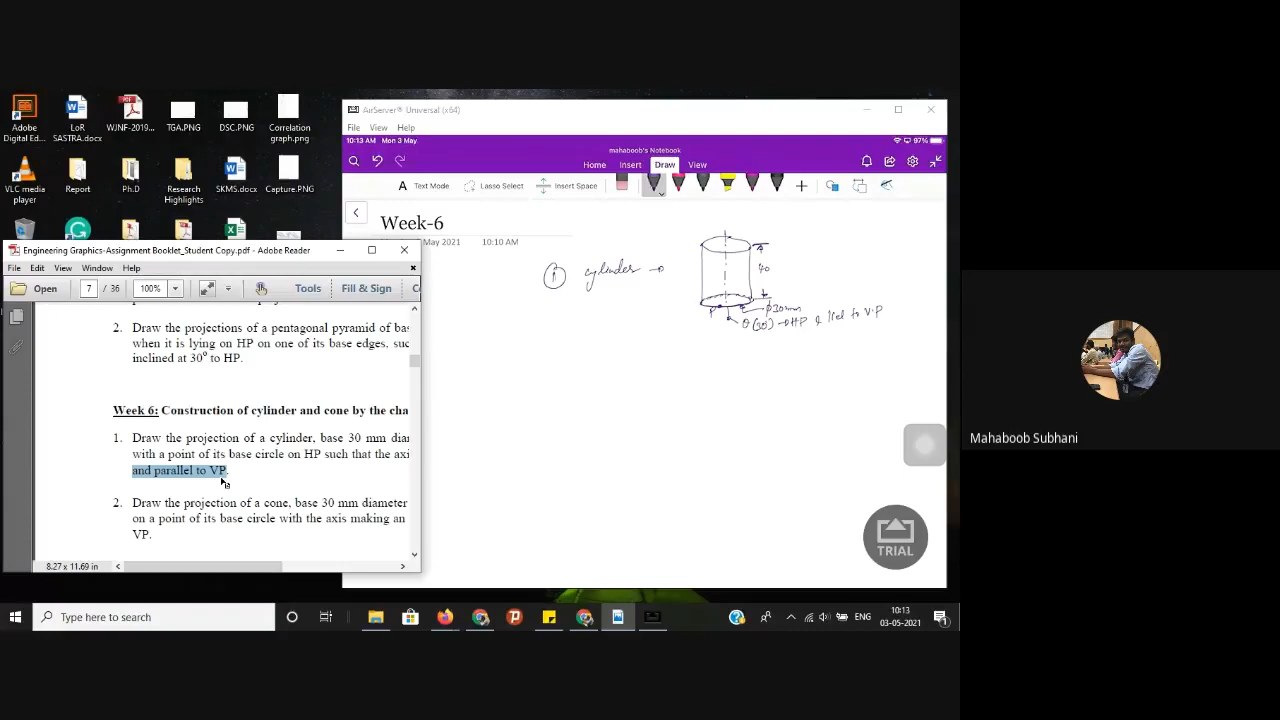 Adobe
Digital Ed...
LoR
SASTRA.docx
WJNF-2019...
TGA.PNG
DSC.PNG
Correlation
graph.png
VLC media
player
Report
Ph.D
Research
Highlights
SKMS.docx
Capture.PNG
Engineering Graphics-Assignment Booklet_Student Copy.pdf - Adobe Reader
File Edit View Window Help
Open 7 / 36 100% Tools Fill & Sign C
2. Draw the projections of a pentagonal pyramid of bas
when it is lying on HP on one of its base edges, suc
inclined at 30° to HP.
Week 6: Construction of cylinder and cone by the cha
1. Draw the projection of a cylinder, base 30 mm diar
with a point of its base circle on HP such that the axi
and parallel to VP.
2. Draw the projection of a cone, base 30 mm diameter
on a point of its base circle with the axis making an
VP.
8.27 x 11.69 in
AirServer® Universal (x64)
File View Help
10:13 AM Mon 3 May
mahaboob's Notebook
97%
Home Insert Draw View
Text Mode Lasso Select Insert Space
Week-6
May 2021 10:10 AM
① cylinder →
40
P
φ30mm
θ(30°) → HP & llel to V.P
TRIAL
Mahaboob Subhani
Type here to search
ENG
10:13
03-05-2021
1